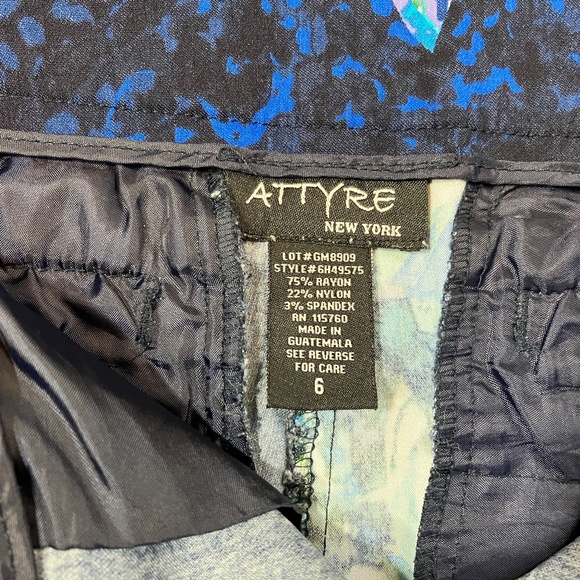 ATTYRE
NEW YORK
LOT#GM8909
STYLE#6H49575
75% RAYON
22% NYLON
3% SPANDEX
RN 115760
MADE IN
GUATEMALA
SEE REVERSE
FOR CARE
6